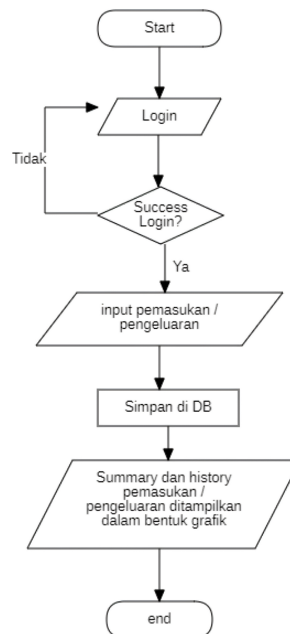 Start
Login
Tidak
Success
Login?
Ya
input pemasukan /
pengeluaran
Simpan di DB
Summary dan history
pemasukan /
pengeluaran ditampilkan
dalam bentuk grafik
end